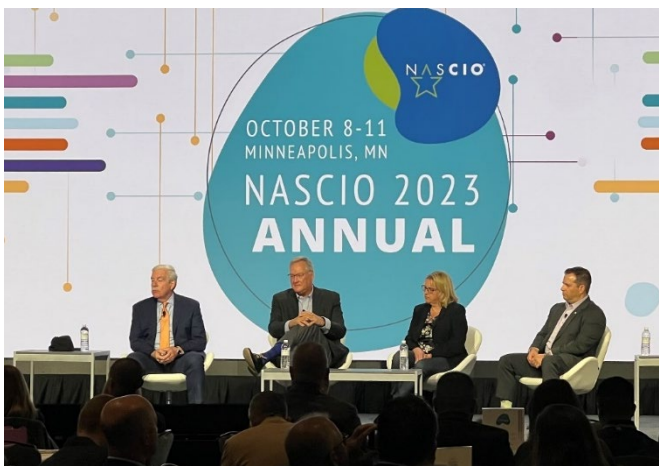 NASCIO
OCTOBER 8-11
MINNEAPOLIS, MN
NASCIO 2023
ANNUAL